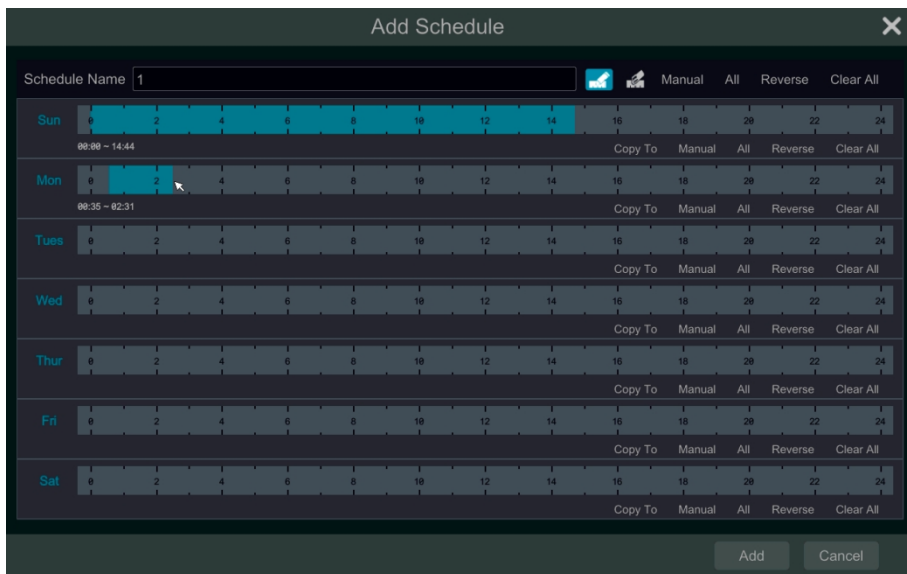 Add Schedule
Schedule Name 1 Manual All Reverse Clear All
Sun 0 2 4 6 8 10 12 14 16 18 20 22 24
00:00 ~ 14:44 Copy To Manual All Reverse Clear All
Mon 0 2 4 6 8 10 12 14 16 18 20 22 24
00:35 ~ 02:31 Copy To Manual All Reverse Clear All
Tues 0 2 4 6 8 10 12 14 16 18 20 22 24
Copy To Manual All Reverse Clear All
Wed 0 2 4 6 8 10 12 14 16 18 20 22 24
Copy To Manual All Reverse Clear All
Thur 0 2 4 6 8 10 12 14 16 18 20 22 24
Copy To Manual All Reverse Clear All
Fri 0 2 4 6 8 10 12 14 16 18 20 22 24
Copy To Manual All Reverse Clear All
Sat 0 2 4 6 8 10 12 14 16 18 20 22 24
Copy To Manual All Reverse Clear All
Add Cancel